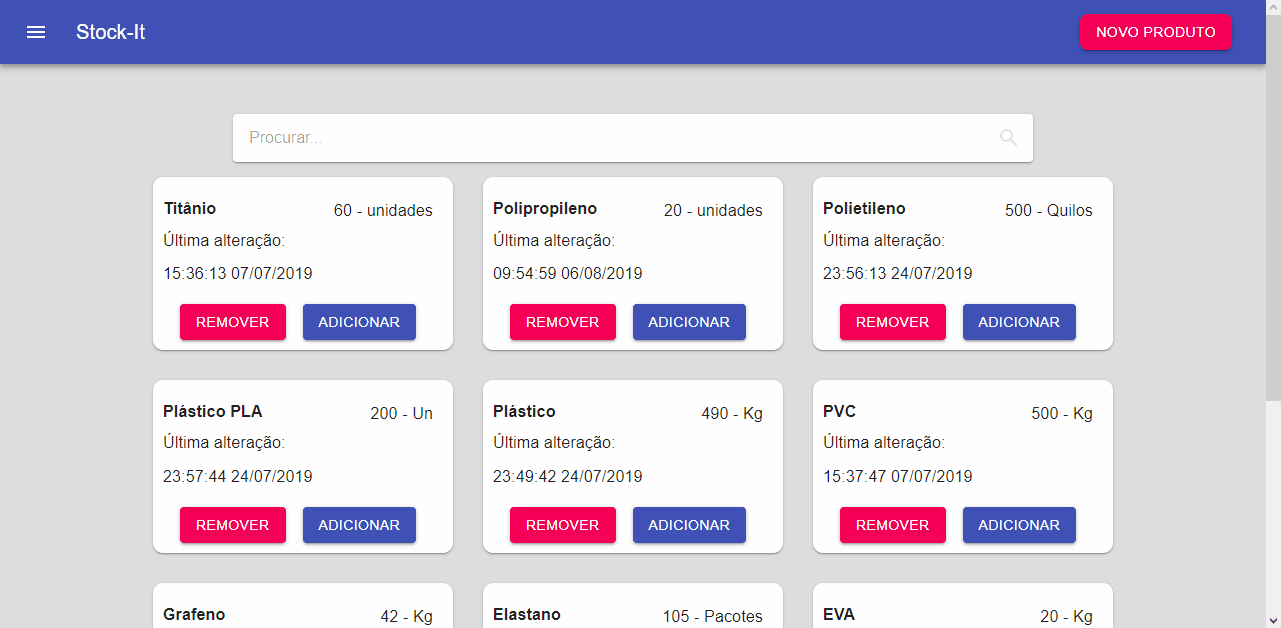 Stock-It
NOVO PRODUTO
Procurar...
Titânio
60 - unidades
Última alteração:
15:36:13 07/07/2019
REMOVER
ADICIONAR
Polipropileno
20 - unidades
Última alteração:
09:54:59 06/08/2019
REMOVER
ADICIONAR
Polietileno
500 - Quilos
Última alteração:
23:56:13 24/07/2019
REMOVER
ADICIONAR
Plástico PLA
200 - Un
Última alteração:
23:57:44 24/07/2019
REMOVER
ADICIONAR
Plástico
490 - Kg
Última alteração:
23:49:42 24/07/2019
REMOVER
ADICIONAR
PVC
500 - Kg
Última alteração:
15:37:47 07/07/2019
REMOVER
ADICIONAR
Grafeno
42 - Kg
Elastano
105 - Pacotes
EVA
20 - Kg